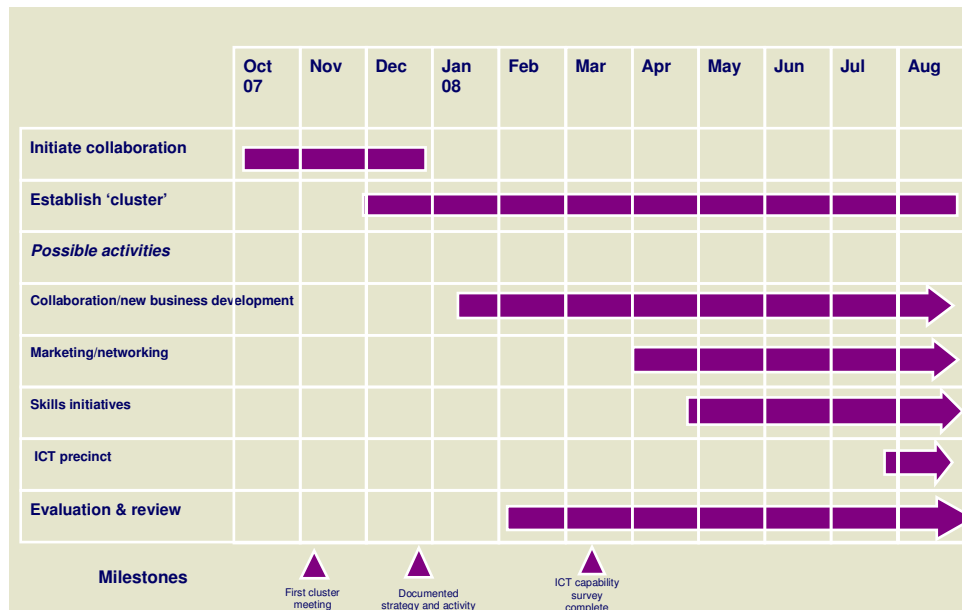 Oct Nov Dec Jan Feb Mar Apr May Jun Jul Aug
07 08
Initiate collaboration
Establish ‘cluster’
Possible activities
Collaboration/new business development
Marketing/networking
Skills initiatives
ICT precinct
Evaluation & review
Milestones
First cluster
meeting
Documented
strategy and activity
ICT capability
survey
complete